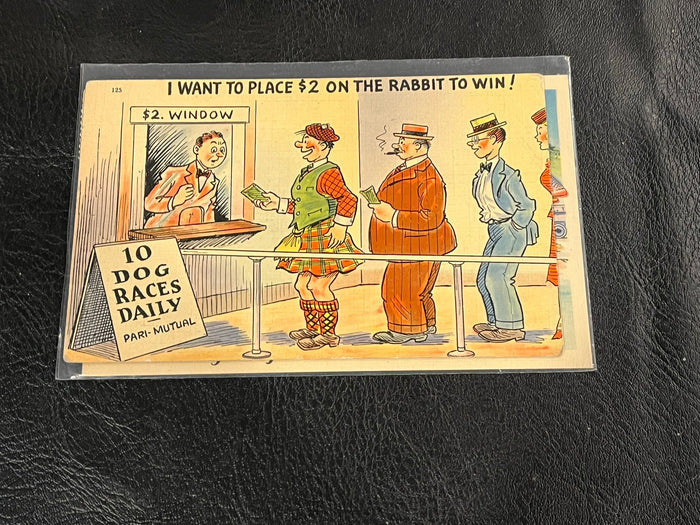 125
I WANT TO PLACE $2 ON THE RABBIT TO WIN!
$2. WINDOW
10
DOG
RACES
DAILY
PARI-MUTUAL